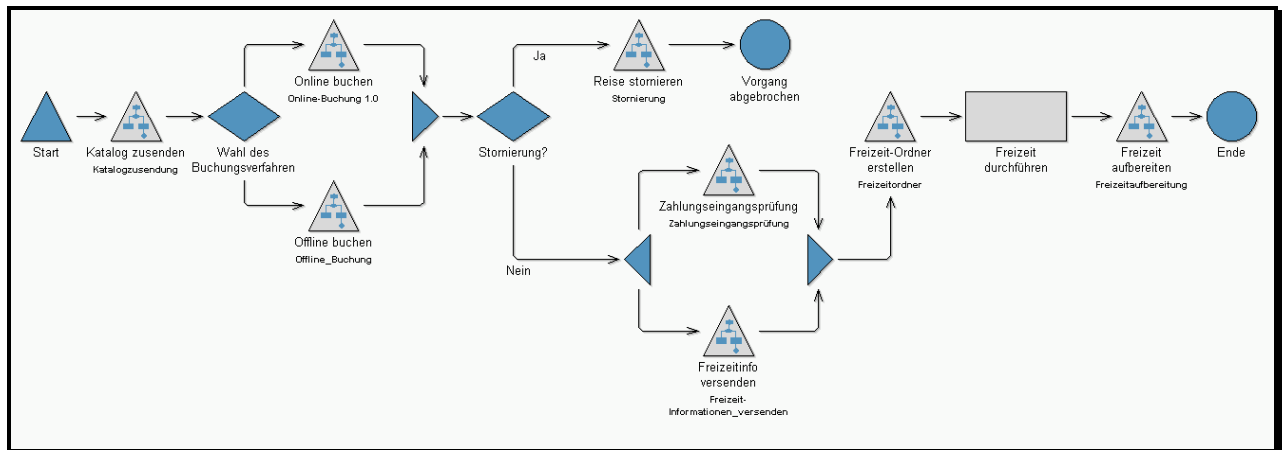 Start
Katalog zusenden
Katalogzusendung
Wahl des
Buchungsverfahren
Online buchen
Online-Buchung 1.0
Offline buchen
Offline_Buchung
Stornierung?
Ja
Reise stornieren
Stornierung
Vorgang
abgebrochen
Nein
Zahlungseingangsprüfung
Zahlungseingangsprüfung
Freizeitinfo
versenden
Freizeit-
Informationen_versenden
Freizeit-Ordner
erstellen
Freizeitordner
Freizeit
durchführen
Freizeit
aufbereiten
Freizeitaufbereitung
Ende